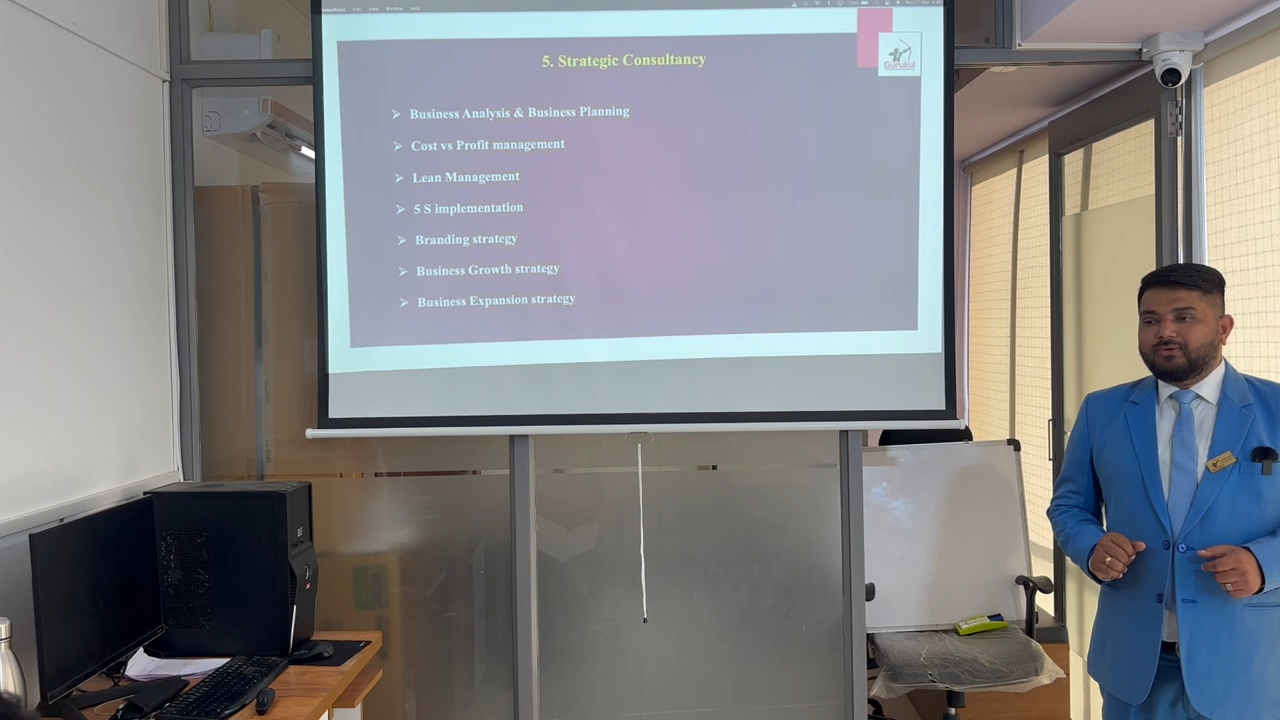 5. Strategic Consultancy
Gurukul
➢ Business Analysis & Business Planning
➢ Cost vs Profit management
➢ Lean Management
➢ 5 S implementation
➢ Branding strategy
➢ Business Growth strategy
➢ Business Expansion strategy